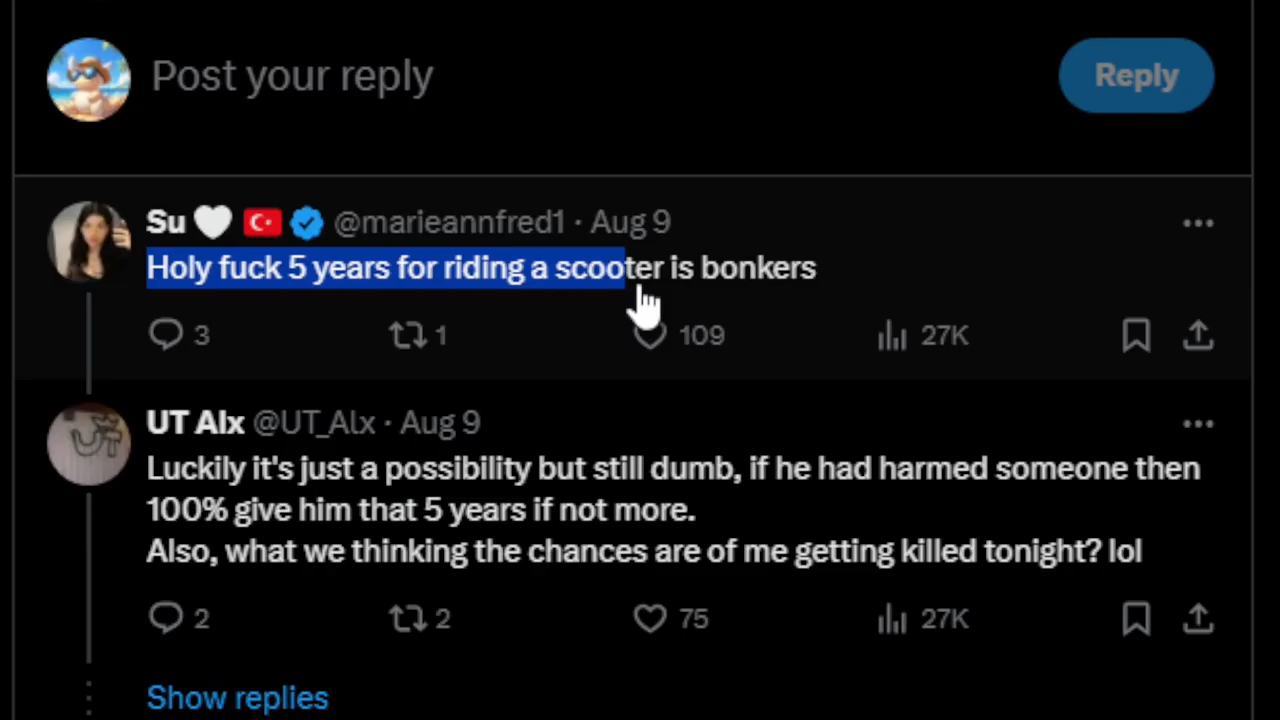 Post your reply
Reply
Su 🤍 🇹🇷 @marieannfred1 · Aug 9
Holy fuck 5 years for riding a scooter is bonkers
3 1 109 27K
UT Alx @UT_Alx · Aug 9
Luckily it's just a possibility but still dumb, if he had harmed someone then
100% give him that 5 years if not more.
Also, what we thinking the chances are of me getting killed tonight? lol
2 2 75 27K
Show replies